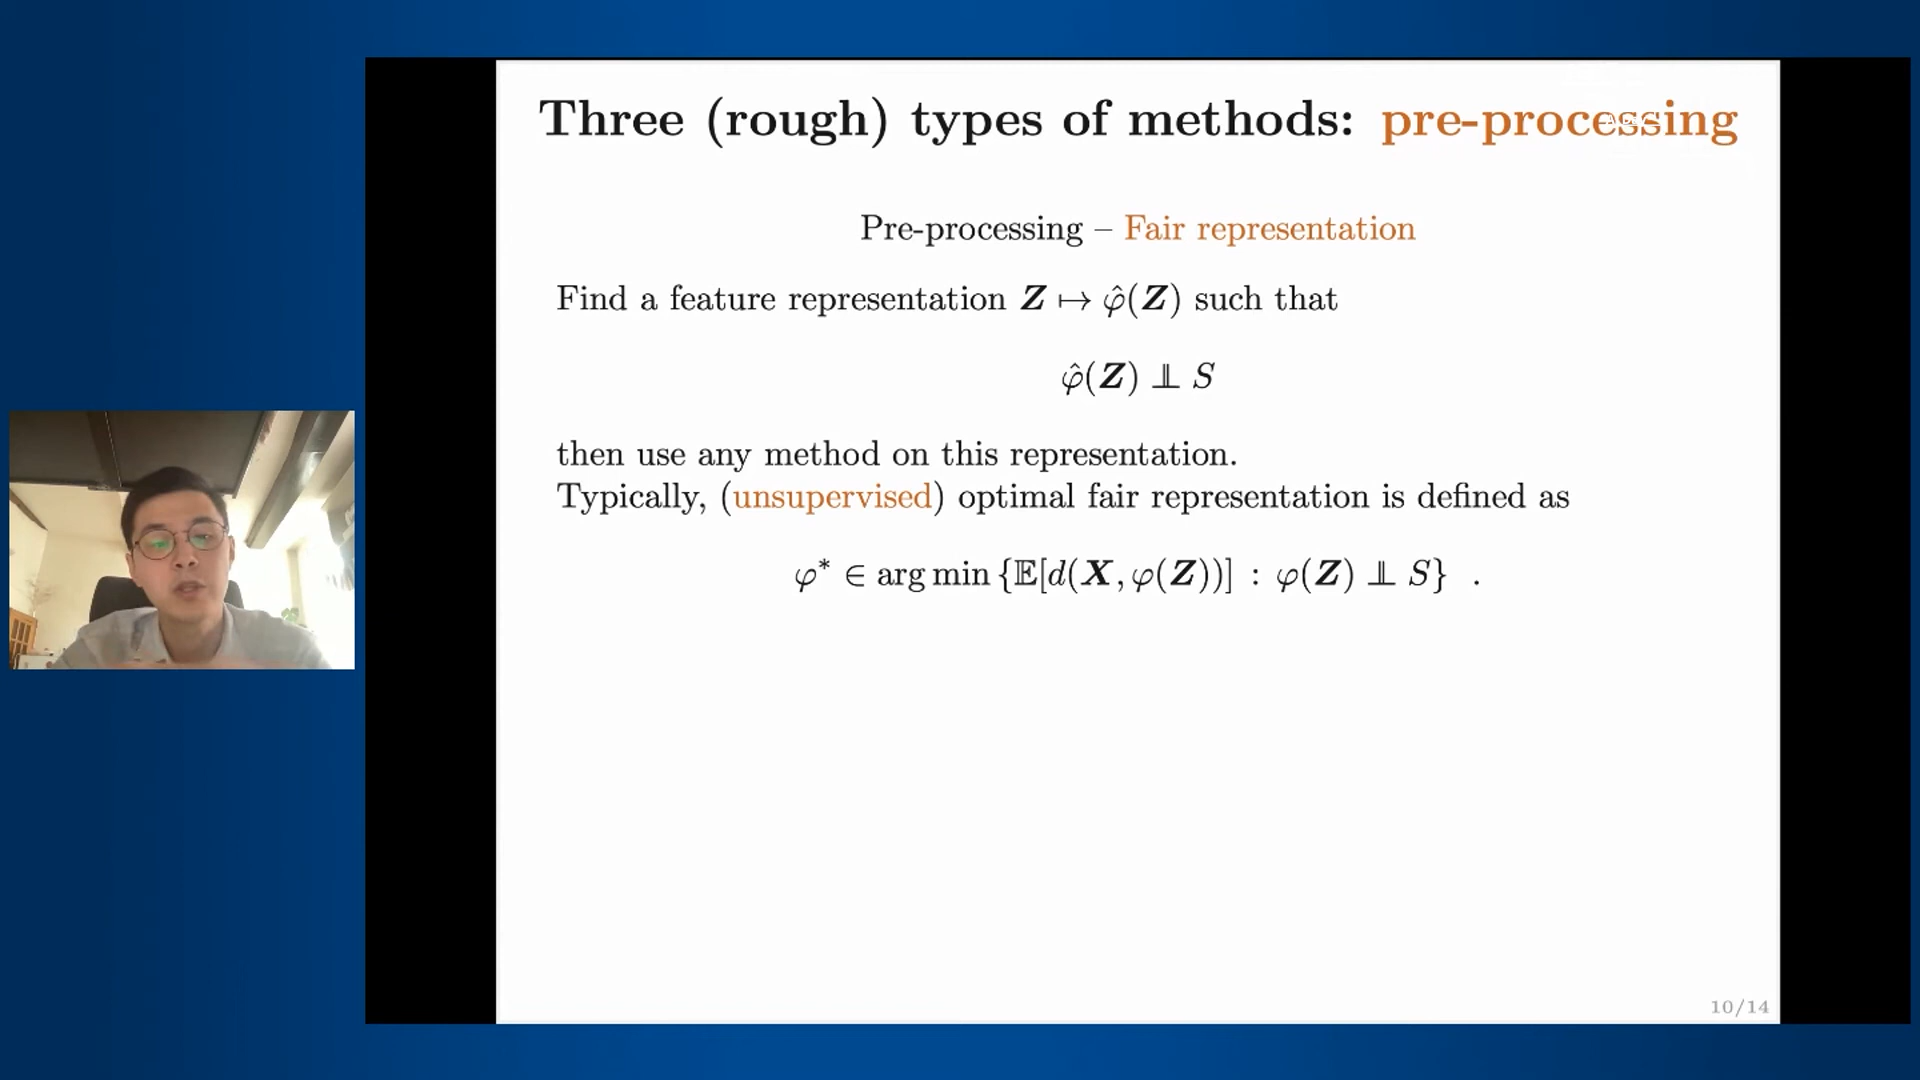 Three (rough) types of methods: pre-processing
Pre-processing – Fair representation
Find a feature representation Z ↦ φ̂(Z) such that
φ̂(Z) ⫫ S
then use any method on this representation.
Typically, (unsupervised) optimal fair representation is defined as
φ* ∈ arg min {𝔼[d(X, φ(Z))] : φ(Z) ⫫ S} .
10/14